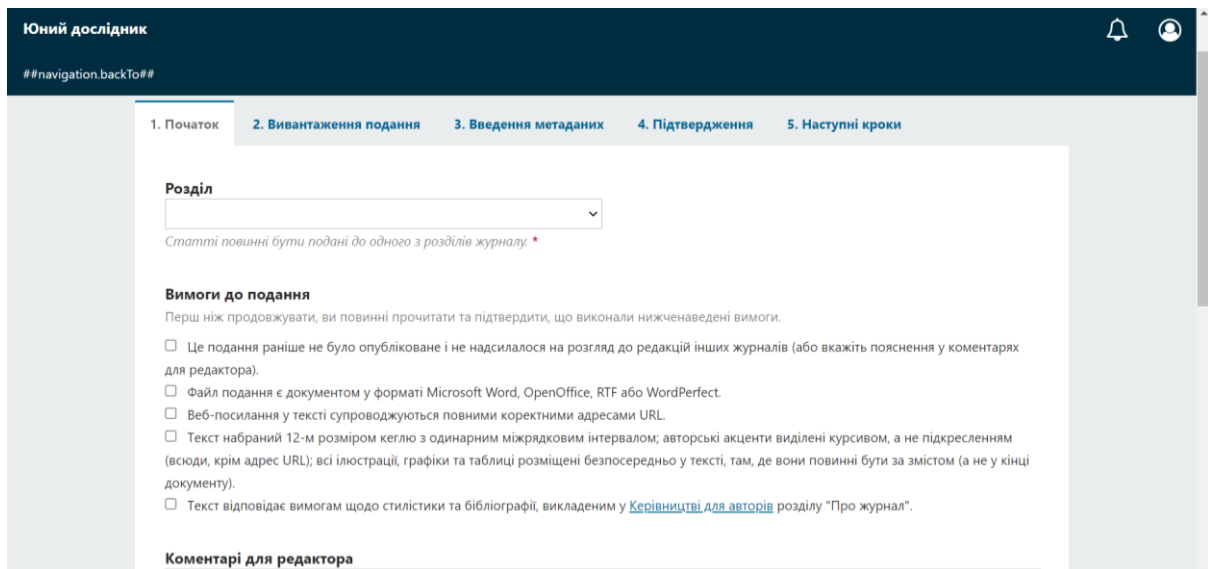 Юний дослідник
##navigation.backTo##
1. Початок 2. Вивантаження подання 3. Введення метаданих 4. Підтвердження 5. Наступні кроки
Розділ
Статті повинні бути подані до одного з розділів журналу. *
Вимоги до подання
Перш ніж продовжувати, ви повинні прочитати та підтвердити, що виконали нижченаведені вимоги.
Це подання раніше не було опубліковане і не надсилалося на розгляд до редакцій інших журналів (або вкажіть пояснення у коментарях
для редактора).
Файл подання є документом у форматі Microsoft Word, OpenOffice, RTF або WordPerfect.
Веб-посилання у тексті супроводжуються повними коректними адресами URL.
Текст набраний 12-м розміром кеглю з одинарним міжрядковим інтервалом; авторські акценти виділені курсивом, а не підкресленням
(всюди, крім адрес URL); всі ілюстрації, графіки та таблиці розміщені безпосередньо у тексті, там, де вони повинні бути за змістом (а не у кінці
документу).
Текст відповідає вимогам щодо стилістики та бібліографії, викладеним у Керівництві для авторів розділу "Про журнал".
Коментарі для редактора